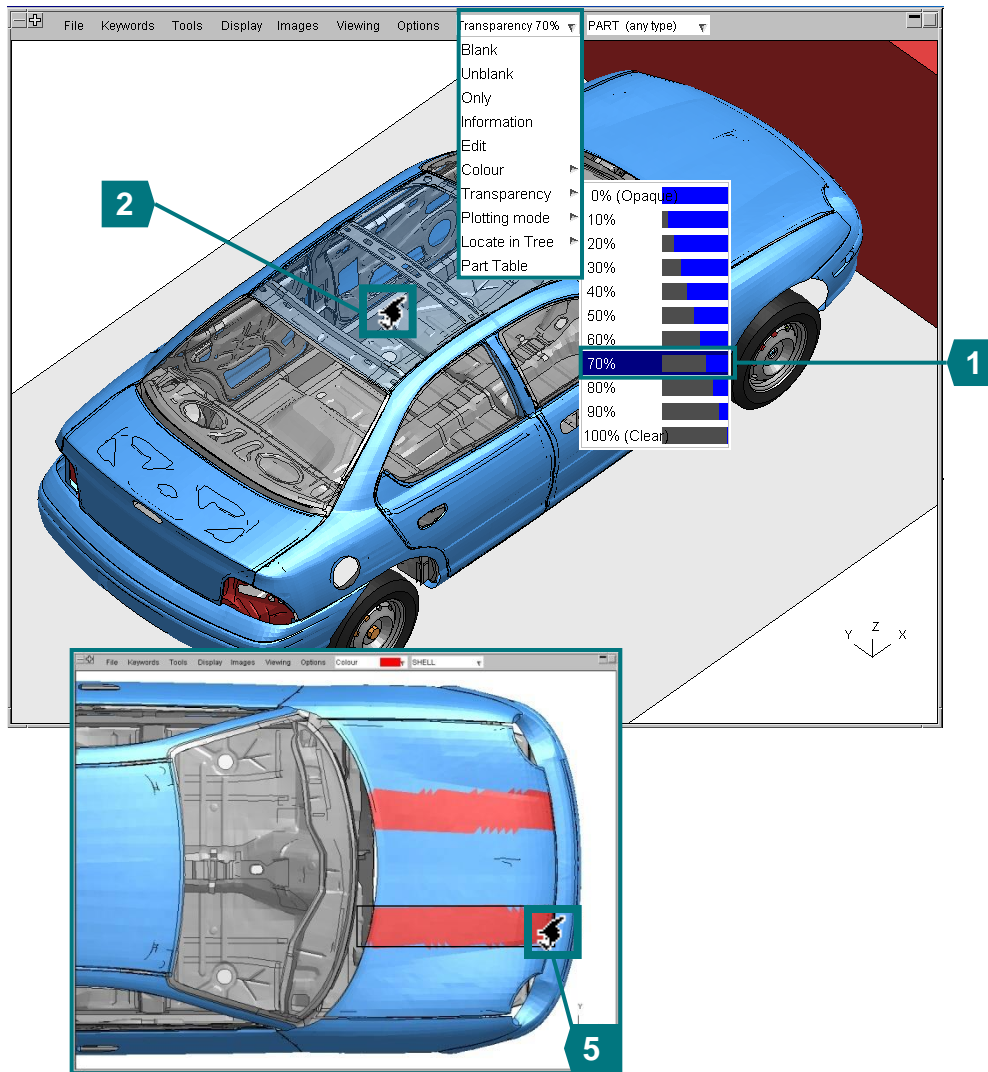 File Keywords Tools Display Images Viewing Options Transparency 70% PART (any type)
Blank
Unblank
Only
Information
Edit
Colour
Transparency
Plotting mode
Locate in Tree
Part Table
0% (Opaque)
10%
20%
30%
40%
50%
60%
70%
80%
90%
100% (Clear)
2
1
Z
Y X
File Keywords Tools Display Images Viewing Options Colour SHELL
Y
5